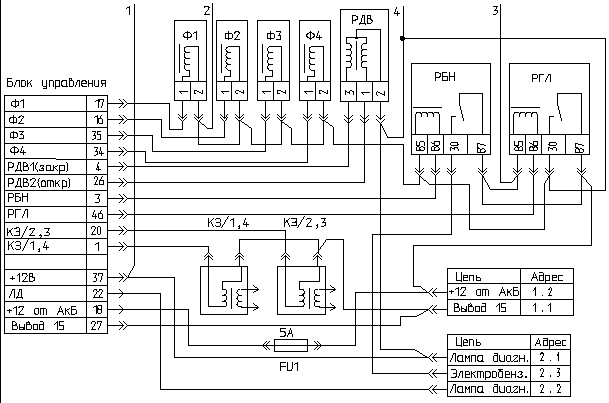 1
2
РДВ
4
3
Ф1
Ф2
Ф3
Ф4
РБН
РГЛ
1 2
1 2
1 2
1 2
3 1 2
85 86 30 87
85 86 30 87
Блок управления
Ф1 17
Ф2 16
Ф3 35
Ф4 34
РДВ1(закр) 4
РДВ2(откр) 26
РБН 3
РГЛ 46
КЗ/2,3 20
КЗ/1,4 1
+12В 37
ЛД 22
+12 от АкБ 18
Вывод 15 27
КЗ/1,4
КЗ/2,3
5А
FU1
Цепь Адрес
+12 от АкБ 1.2
Вывод 15 1.1
Цепь Адрес
Лампа диагн. 2.1
Электробенз. 2.3
Лампа диагн. 2.2